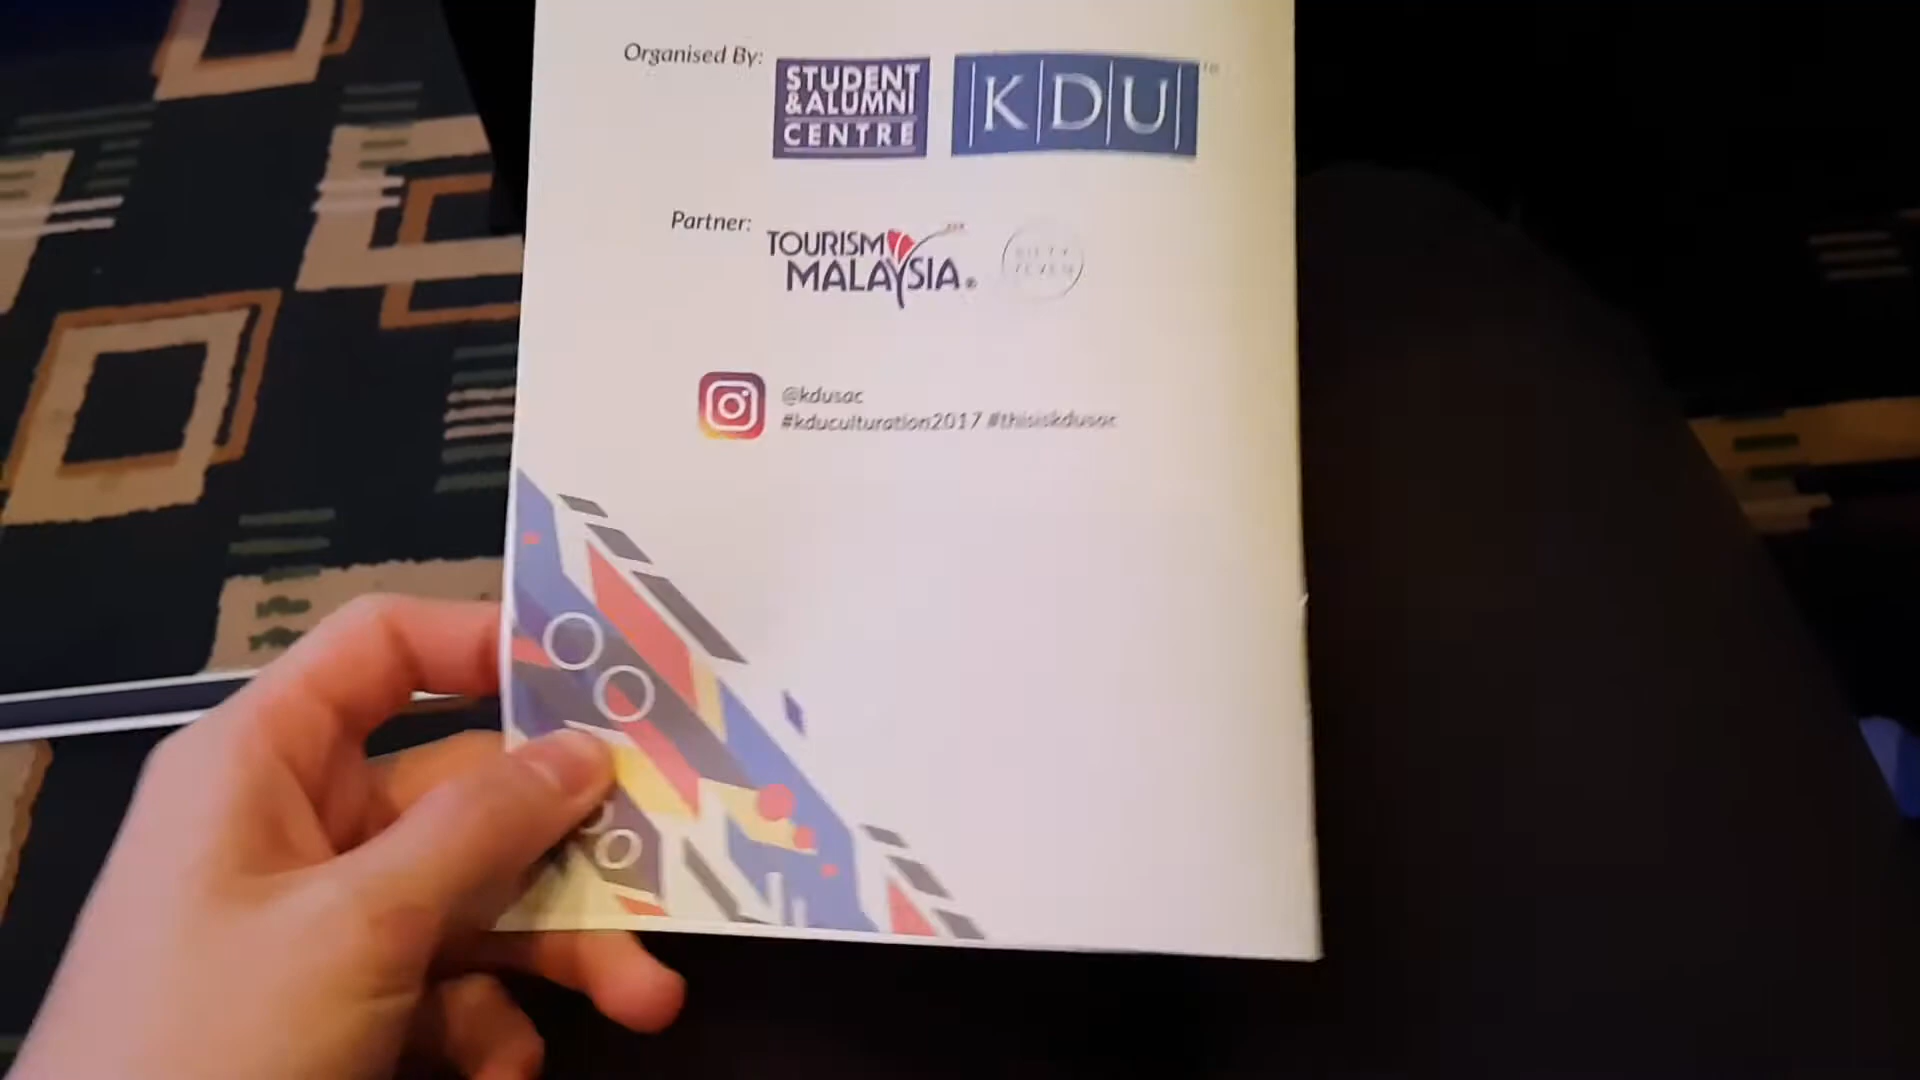 Organised By:
STUDENT
&ALUMNI
CENTRE
KDU
Partner:
TOURISM
MALAYSIA
@kdusac
#kduculturation2017 #thisiskdusac